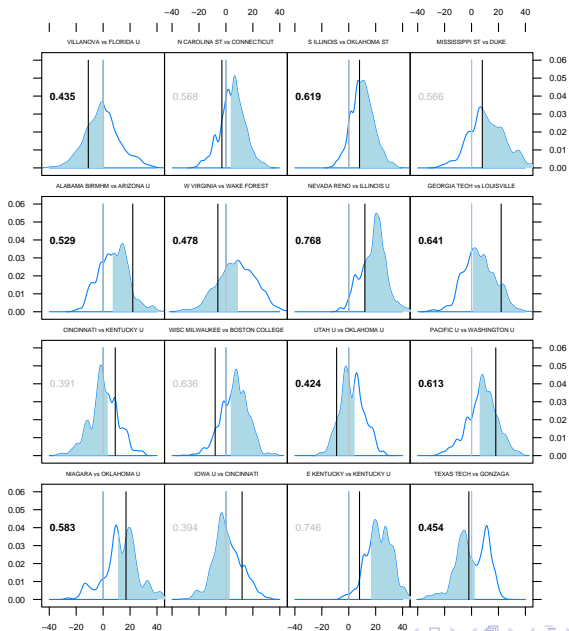 −40 −20 0 20 40 −40 −20 0 20 40
VILLANOVA vs FLORIDA U N CAROLINA ST vs CONNECTICUT S ILLINOIS vs OKLAHOMA ST MISSISSIPPI ST vs DUKE
0.06
0.05
0.435 0.568 0.619 0.566 0.04
0.03
0.02
0.01
0.00
ALABAMA BIRMHM vs ARIZONA U W VIRGINIA vs WAKE FOREST NEVADA RENO vs ILLINOIS U GEORGIA TECH vs LOUISVILLE
0.06
0.05
0.04 0.529 0.478 0.768 0.641
0.03
0.02
0.01
0.00
CINCINNATI vs KENTUCKY U WISC MILWAUKEE vs BOSTON COLLEGE UTAH U vs OKLAHOMA U PACIFIC U vs WASHINGTON U
0.06
0.05
0.391 0.636 0.424 0.613 0.04
0.03
0.02
0.01
0.00
NIAGARA vs OKLAHOMA U IOWA U vs CINCINNATI E KENTUCKY vs KENTUCKY U TEXAS TECH vs GONZAGA
0.06
0.05
0.04 0.583 0.394 0.746 0.454
0.03
0.02
0.01
0.00
−40 −20 0 20 40 −40 −20 0 20 40